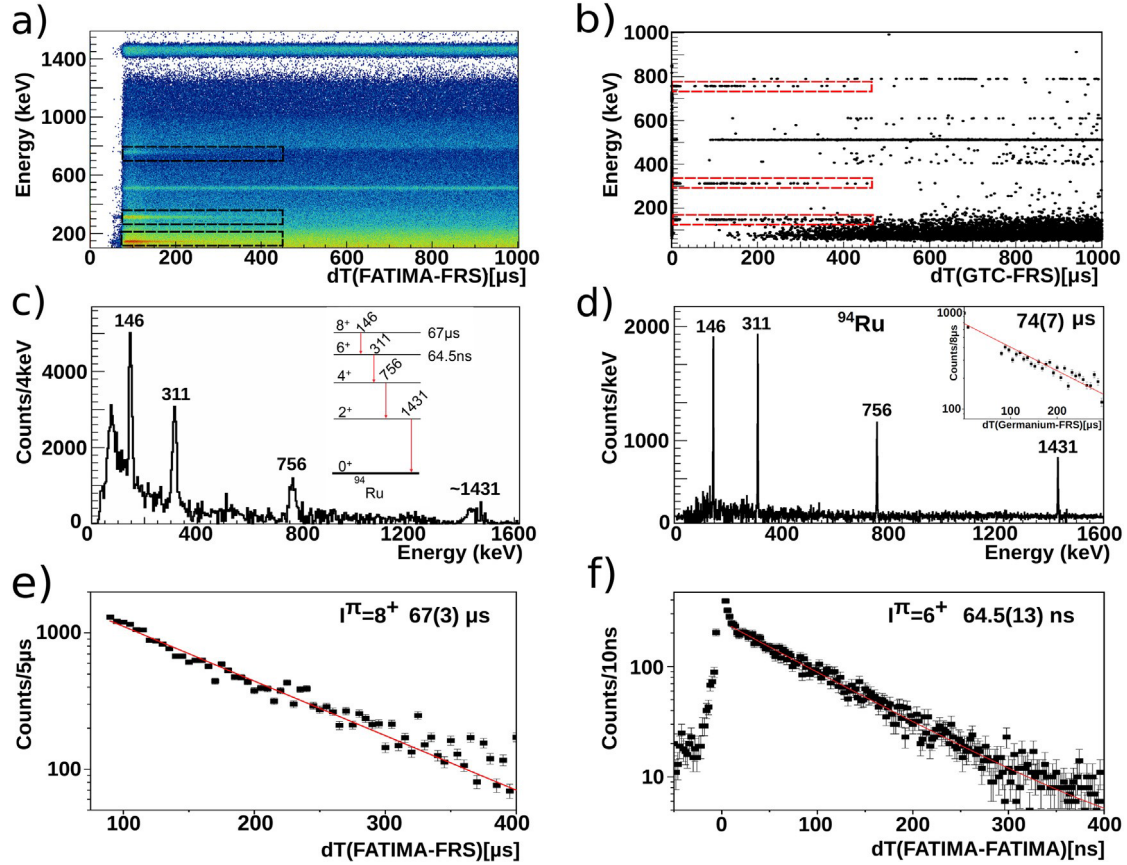 a)
1400
1000
600
200
Energy (keV)
0 200 400 600 800 1000
dT(FATIMA-FRS)[µs]
b)
1000
800
600
400
200
Energy (keV)
0 200 400 600 800 1000
dT(GTC-FRS)[µs]
c)
4000
2000
0
Counts/4keV
146
311
756
~1431
8⁺ 146 67µs
6⁺ 311 64.5ns
4⁺ 756
2⁺ 1431
0⁺
⁹⁴Ru
0 400 800 1200 1600
Energy (keV)
d)
2000
1000
0
Counts/keV
146
311
⁹⁴Ru
756
1431
1000
100
Counts/8µs
74(7) µs
100 200
dT(Germanium-FRS)[µs]
0 400 800 1200 1600
Energy (keV)
e)
1000
100
Counts/5µs
Iᴨ=8⁺ 67(3) µs
100 200 300 400
dT(FATIMA-FRS)[µs]
f)
100
10
Counts/10ns
Iᴨ=6⁺ 64.5(13) ns
0 100 200 300 400
dT(FATIMA-FATIMA)[ns]